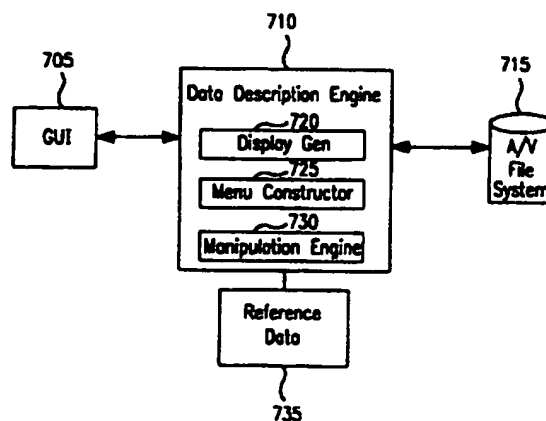 710
705
715
Data Description Engine
GUI
720
Display Gen
A/V
File
System
725
Menu Constructor
730
Manipulation Engine
Reference
Data
735